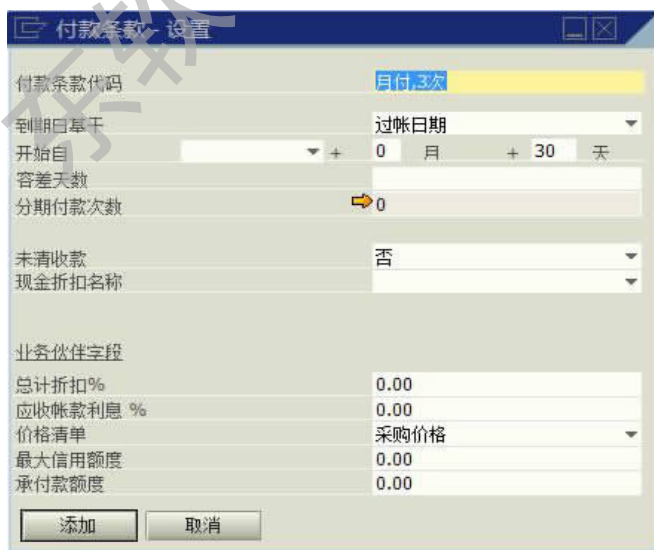 付款条款 - 设置
付款条款代码 月付,3次
到期日基于 过帐日期
开始自 + 0 月 + 30 天
容差天数
分期付款次数 0
未清收款 否
现金折扣名称
业务伙伴字段
总计折扣% 0.00
应收帐款利息 % 0.00
价格清单 采购价格
最大信用额度 0.00
承付款额度 0.00
添加 取消
东软